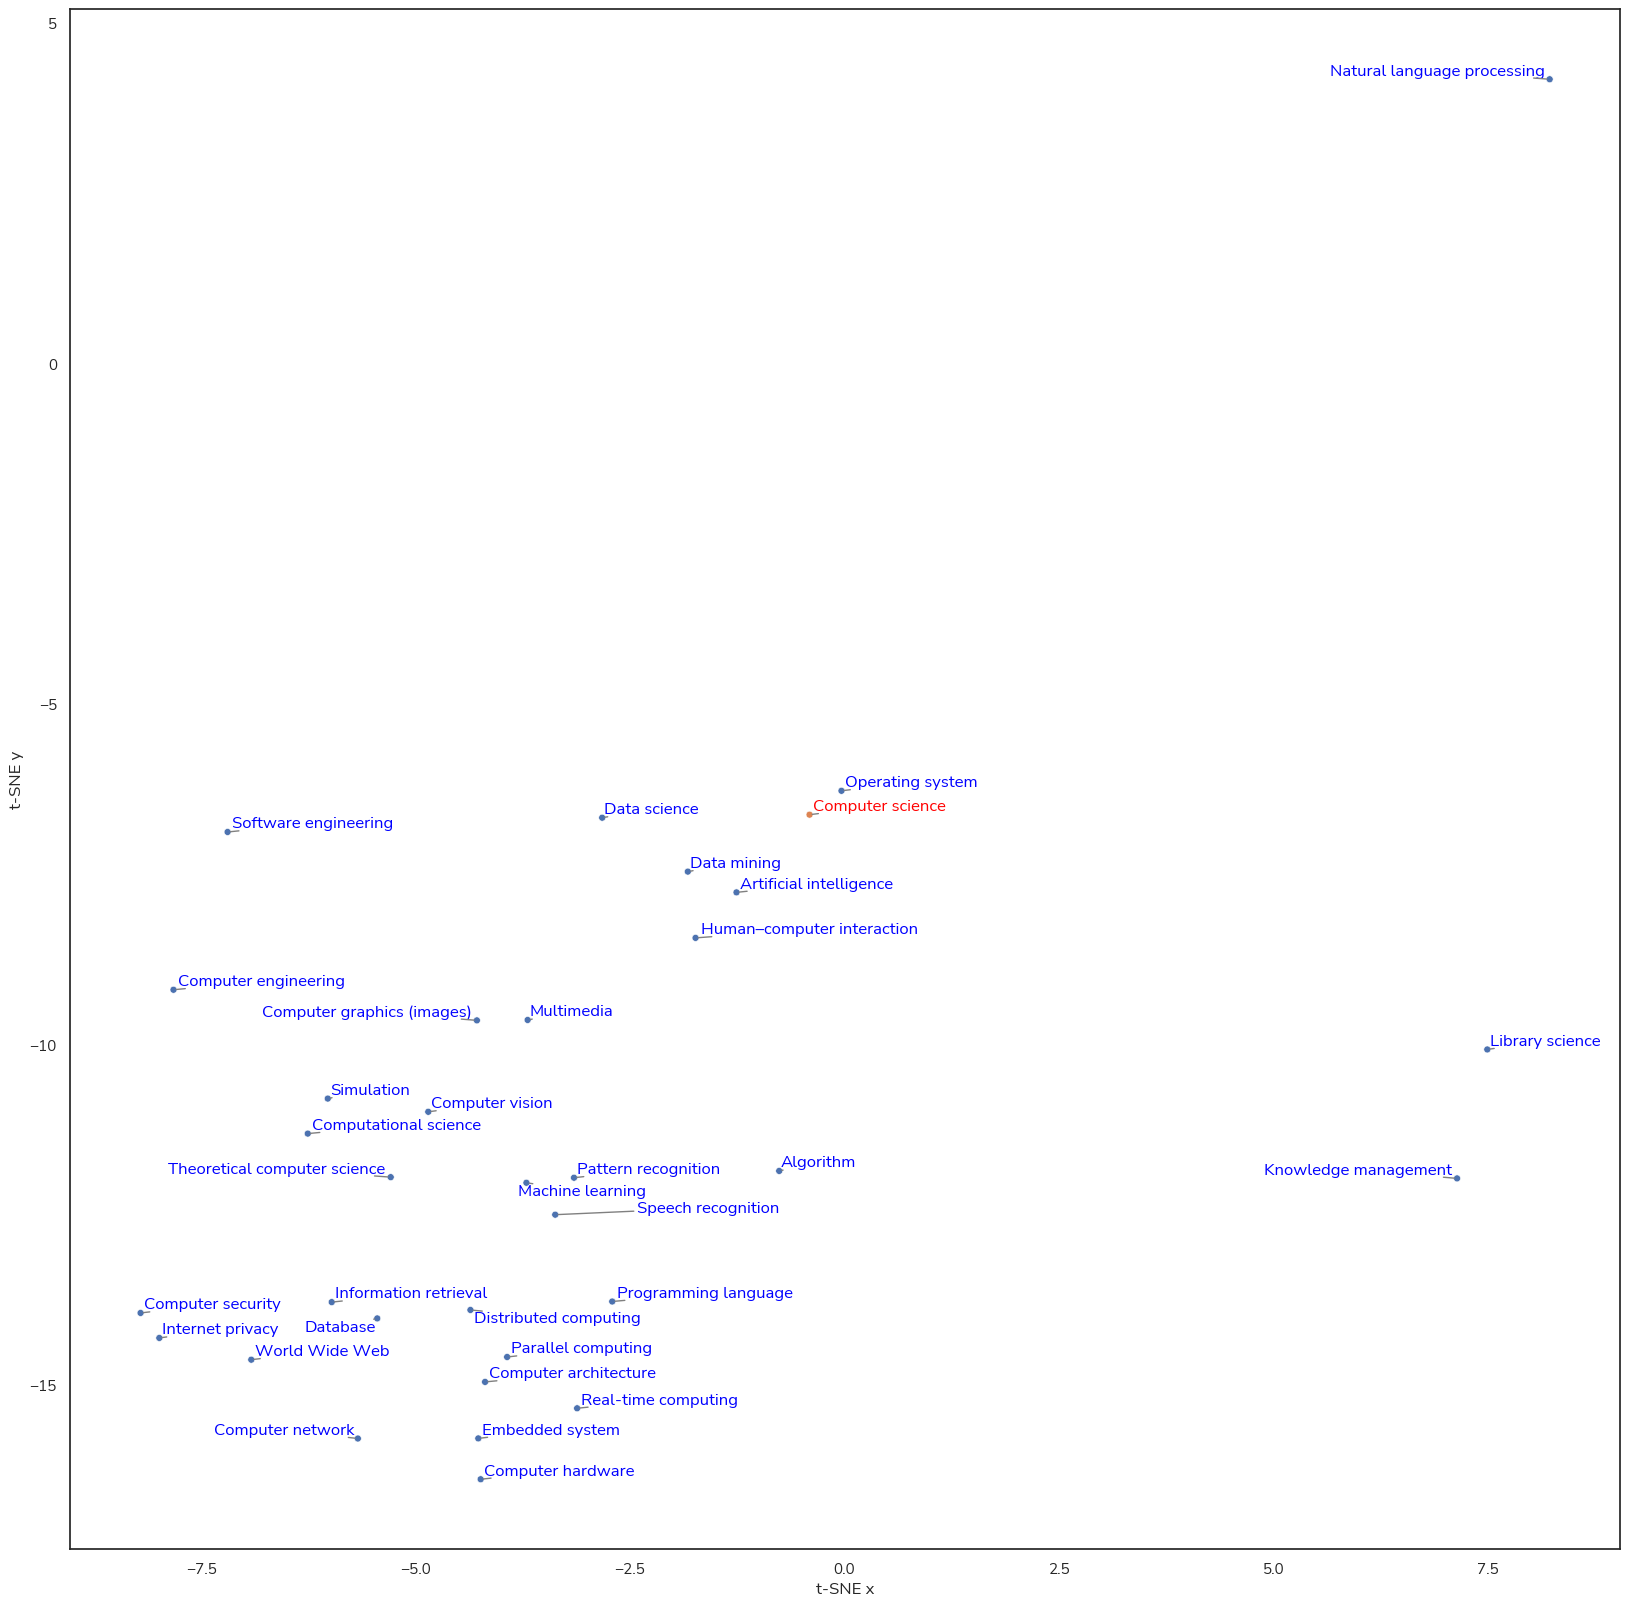 5
Natural language processing
0
−5
t-SNE y
Operating system
Computer science
Data science
Software engineering
Data mining
Artificial intelligence
Human–computer interaction
Computer engineering
Computer graphics (images)
Multimedia
−10
Library science
Simulation
Computer vision
Computational science
Theoretical computer science
Pattern recognition
Algorithm
Knowledge management
Machine learning
Speech recognition
Information retrieval
Programming language
Computer security
Distributed computing
Internet privacy
Database
World Wide Web
Parallel computing
Computer architecture
−15
Real-time computing
Computer network
Embedded system
Computer hardware
−7.5 −5.0 −2.5 0.0 2.5 5.0 7.5
t-SNE x